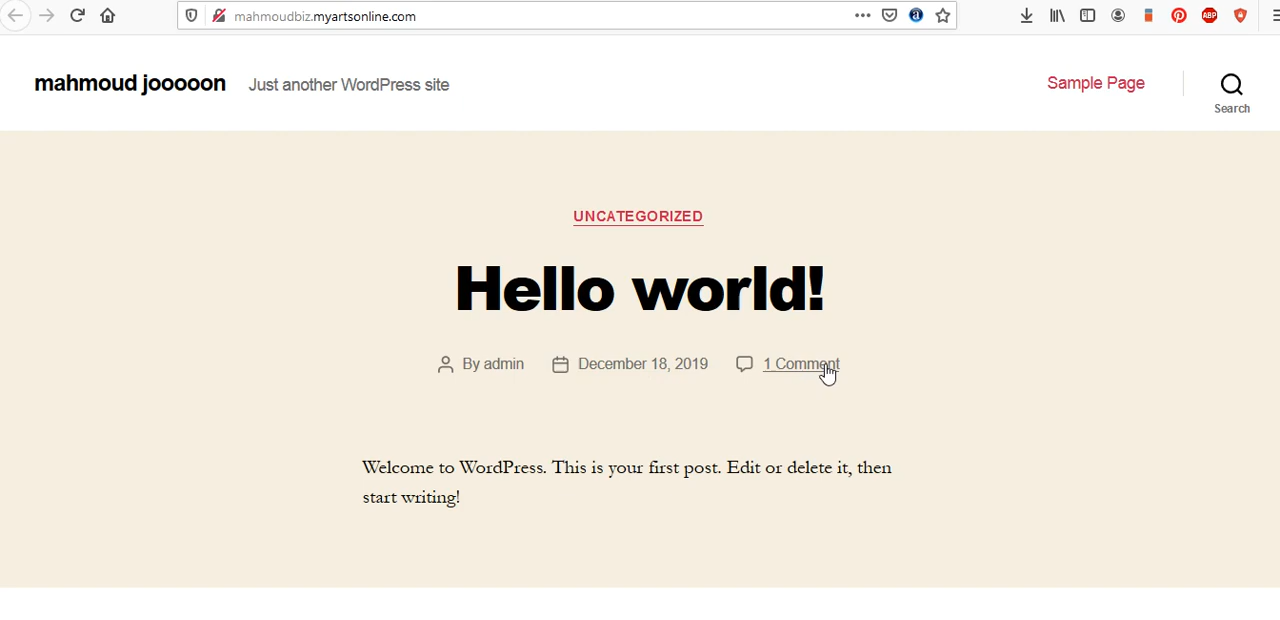 mahmoudbiz.myartsonline.com
ABP
mahmoud jooooon Just another WordPress site Sample Page
Search
UNCATEGORIZED
Hello world!
By admin December 18, 2019 1 Comment
Welcome to WordPress. This is your first post. Edit or delete it, then
start writing!